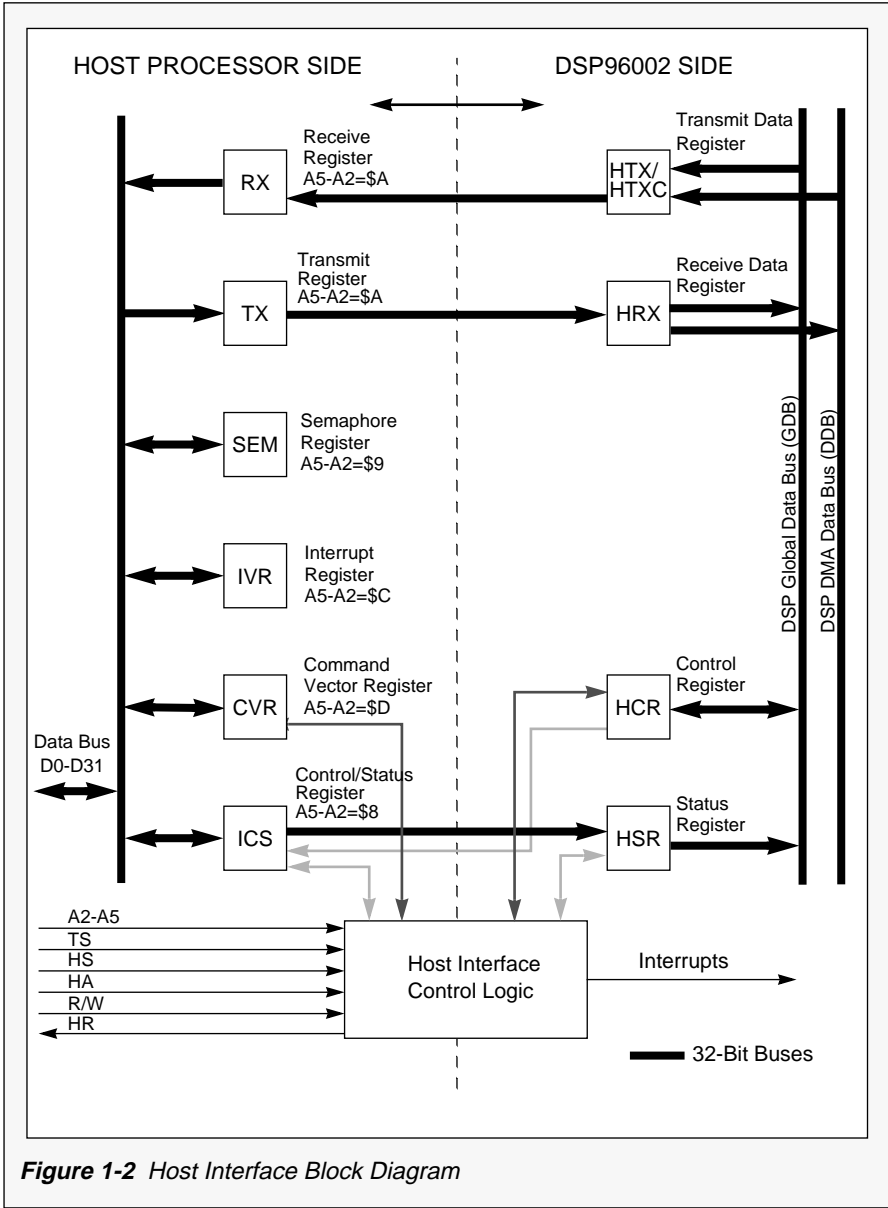 HOST PROCESSOR SIDE
DSP96002 SIDE
Receive
Register
A5-A2=$A
RX
HTX/
HTXC
Transmit Data
Register
Transmit
Register
A5-A2=$A
TX
HRX
Receive Data
Register
SEM
Semaphore
Register
A5-A2=$9
IVR
Interrupt
Register
A5-A2=$C
DSP Global Data Bus (GDB)
DSP DMA Data Bus (DDB)
CVR
Command
Vector Register
A5-A2=$D
HCR
Control
Register
Data Bus
D0-D31
ICS
Control/Status
Register
A5-A2=$8
HSR
Status
Register
A2-A5
TS
HS
HA
R/W
HR
Host Interface
Control Logic
Interrupts
32-Bit Buses
Figure 1-2 Host Interface Block Diagram